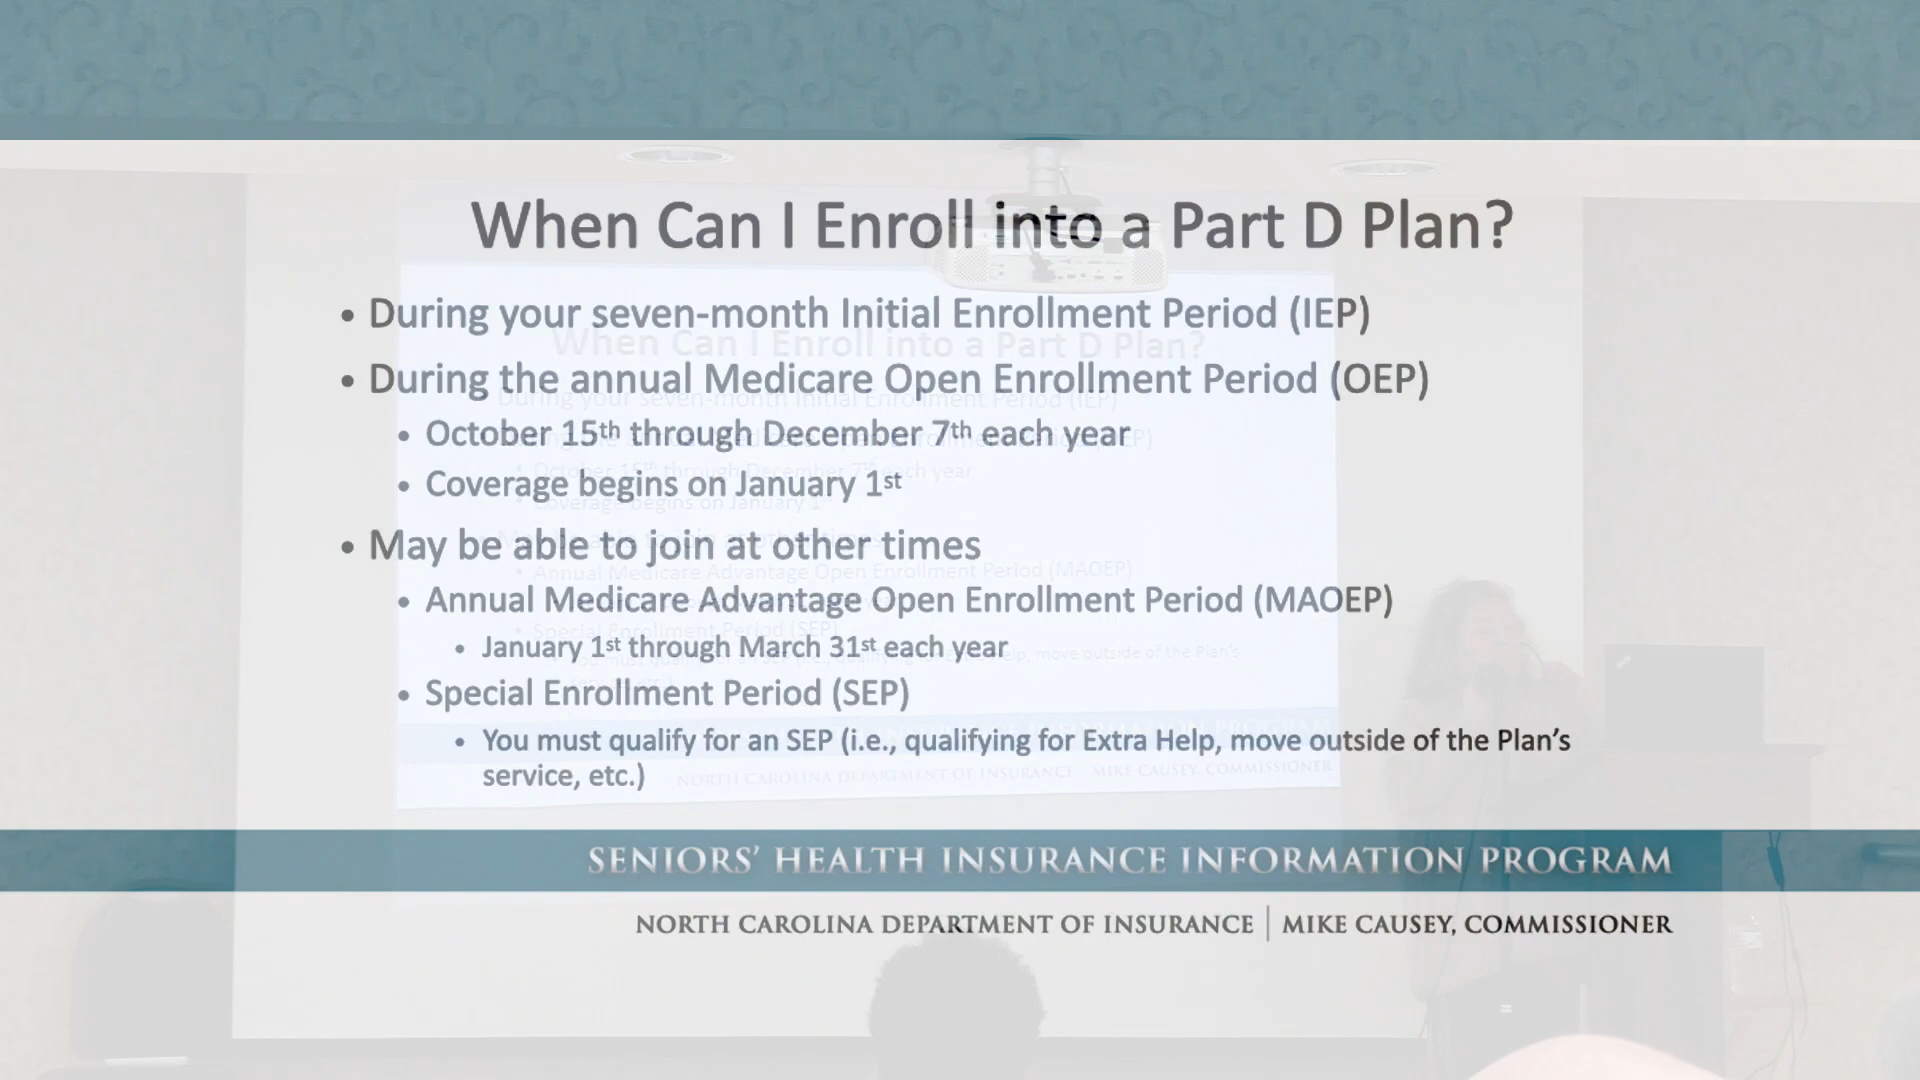 When Can I Enroll into a Part D Plan?
• During your seven-month Initial Enrollment Period (IEP)
• During the annual Medicare Open Enrollment Period (OEP)
• October 15th through December 7th each year
• Coverage begins on January 1st
• May be able to join at other times
• Annual Medicare Advantage Open Enrollment Period (MAOEP)
• January 1st through March 31st each year
• Special Enrollment Period (SEP)
• You must qualify for an SEP (i.e., qualifying for Extra Help, move outside of the Plan's
service, etc.)
SENIORS' HEALTH INSURANCE INFORMATION PROGRAM
NORTH CAROLINA DEPARTMENT OF INSURANCE | MIKE CAUSEY, COMMISSIONER